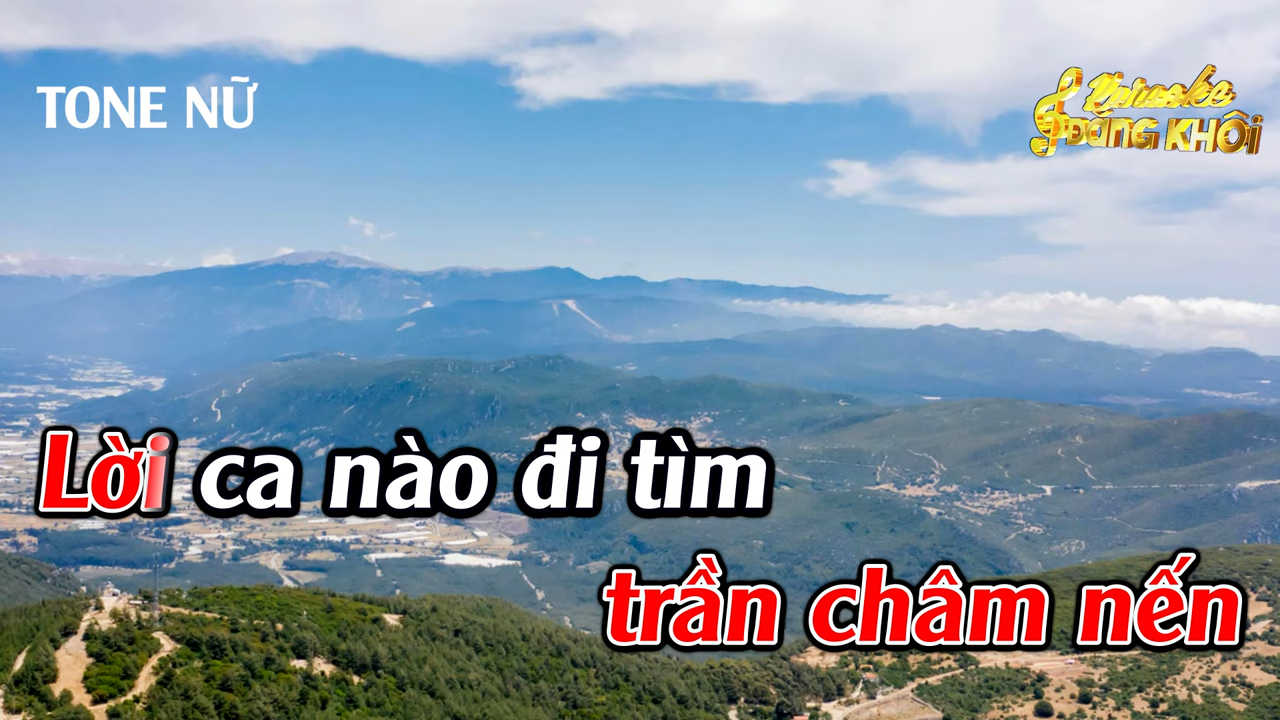 TONE NỮ
Karaoke
ĐĂNG KHÔI
Lời ca nào đi tìm
trần châm nến